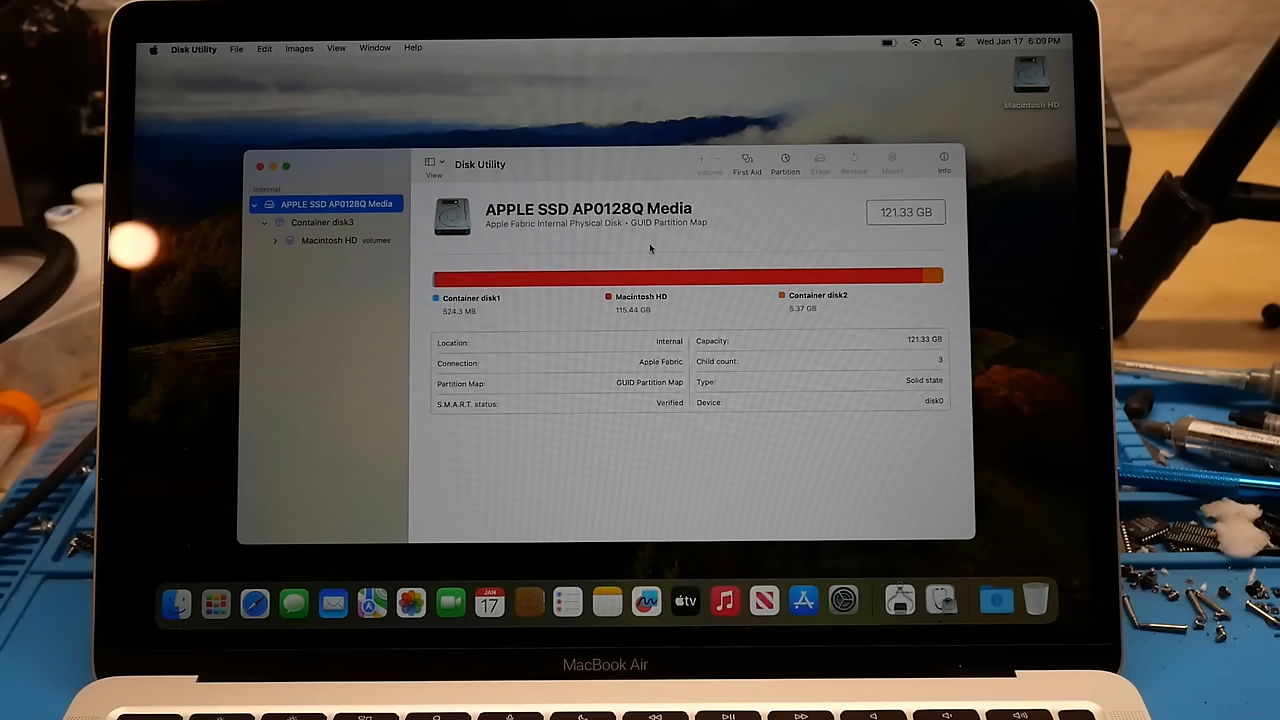 Disk Utility File Edit Images View Window Help
Wed Jan 17 6:09 PM
Macintosh HD
Disk Utility
View
Volume First Aid Partition Erase Restore Mount Info
Internal
APPLE SSD AP0128Q Media
Container disk3
Macintosh HD volumes
APPLE SSD AP0128Q Media
Apple Fabric Internal Physical Disk • GUID Partition Map
121.33 GB
Container disk1
524.3 MB
Macintosh HD
115.44 GB
Container disk2
5.37 GB
Location: Internal
Capacity: 121.33 GB
Connection: Apple Fabric
Child count: 3
Partition Map: GUID Partition Map
Type: Solid state
S.M.A.R.T. status: Verified
Device: disk0
JAN
17
tv
MacBook Air